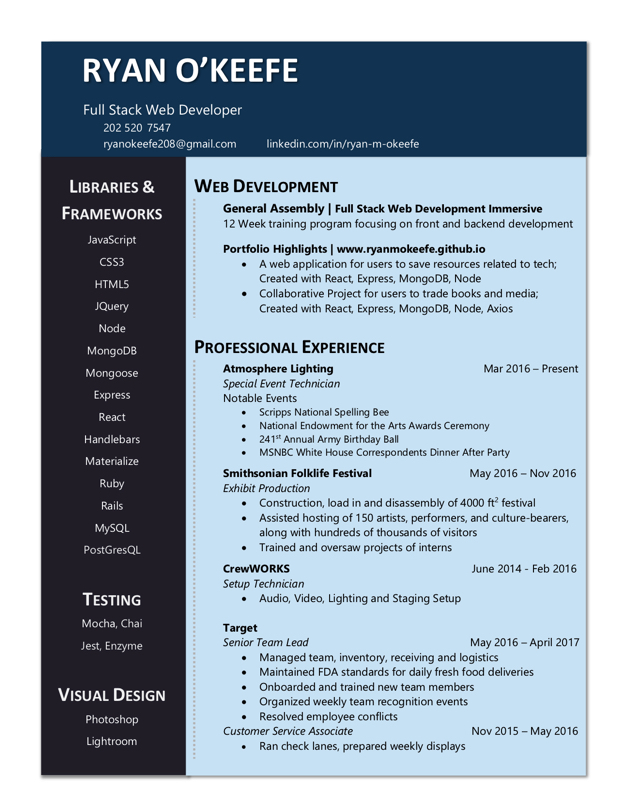 RYAN O’KEEFE
Full Stack Web Developer
202 520 7547
ryanokeefe208@gmail.com linkedin.com/in/ryan-m-okeefe
LIBRARIES &
FRAMEWORKS
JavaScript
CSS3
HTML5
JQuery
Node
MongoDB
Mongoose
Express
React
Handlebars
Materialize
Ruby
Rails
MySQL
PostGresQL
TESTING
Mocha, Chai
Jest, Enzyme
VISUAL DESIGN
Photoshop
Lightroom
WEB DEVELOPMENT
General Assembly | Full Stack Web Development Immersive
12 Week training program focusing on front and backend development
Portfolio Highlights | www.ryanmokeefe.github.io
• A web application for users to save resources related to tech;
Created with React, Express, MongoDB, Node
• Collaborative Project for users to trade books and media;
Created with React, Express, MongoDB, Node, Axios
PROFESSIONAL EXPERIENCE
Atmosphere Lighting Mar 2016 – Present
Special Event Technician
Notable Events
• Scripps National Spelling Bee
• National Endowment for the Arts Awards Ceremony
• 241st Annual Army Birthday Ball
• MSNBC White House Correspondents Dinner After Party
Smithsonian Folklife Festival May 2016 – Nov 2016
Exhibit Production
• Construction, load in and disassembly of 4000 ft² festival
• Assisted hosting of 150 artists, performers, and culture-bearers,
along with hundreds of thousands of visitors
• Trained and oversaw projects of interns
CrewWORKS June 2014 - Feb 2016
Setup Technician
• Audio, Video, Lighting and Staging Setup
Target
Senior Team Lead May 2016 – April 2017
• Managed team, inventory, receiving and logistics
• Maintained FDA standards for daily fresh food deliveries
• Onboarded and trained new team members
• Organized weekly team recognition events
• Resolved employee conflicts
Customer Service Associate Nov 2015 – May 2016
• Ran check lanes, prepared weekly displays